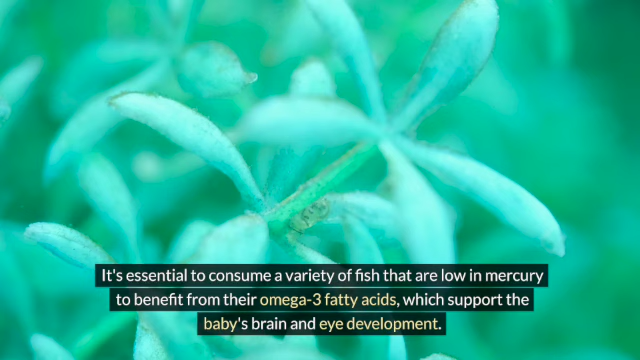 It's essential to consume a variety of fish that are low in mercury
to benefit from their omega-3 fatty acids, which support the
baby's brain and eye development.